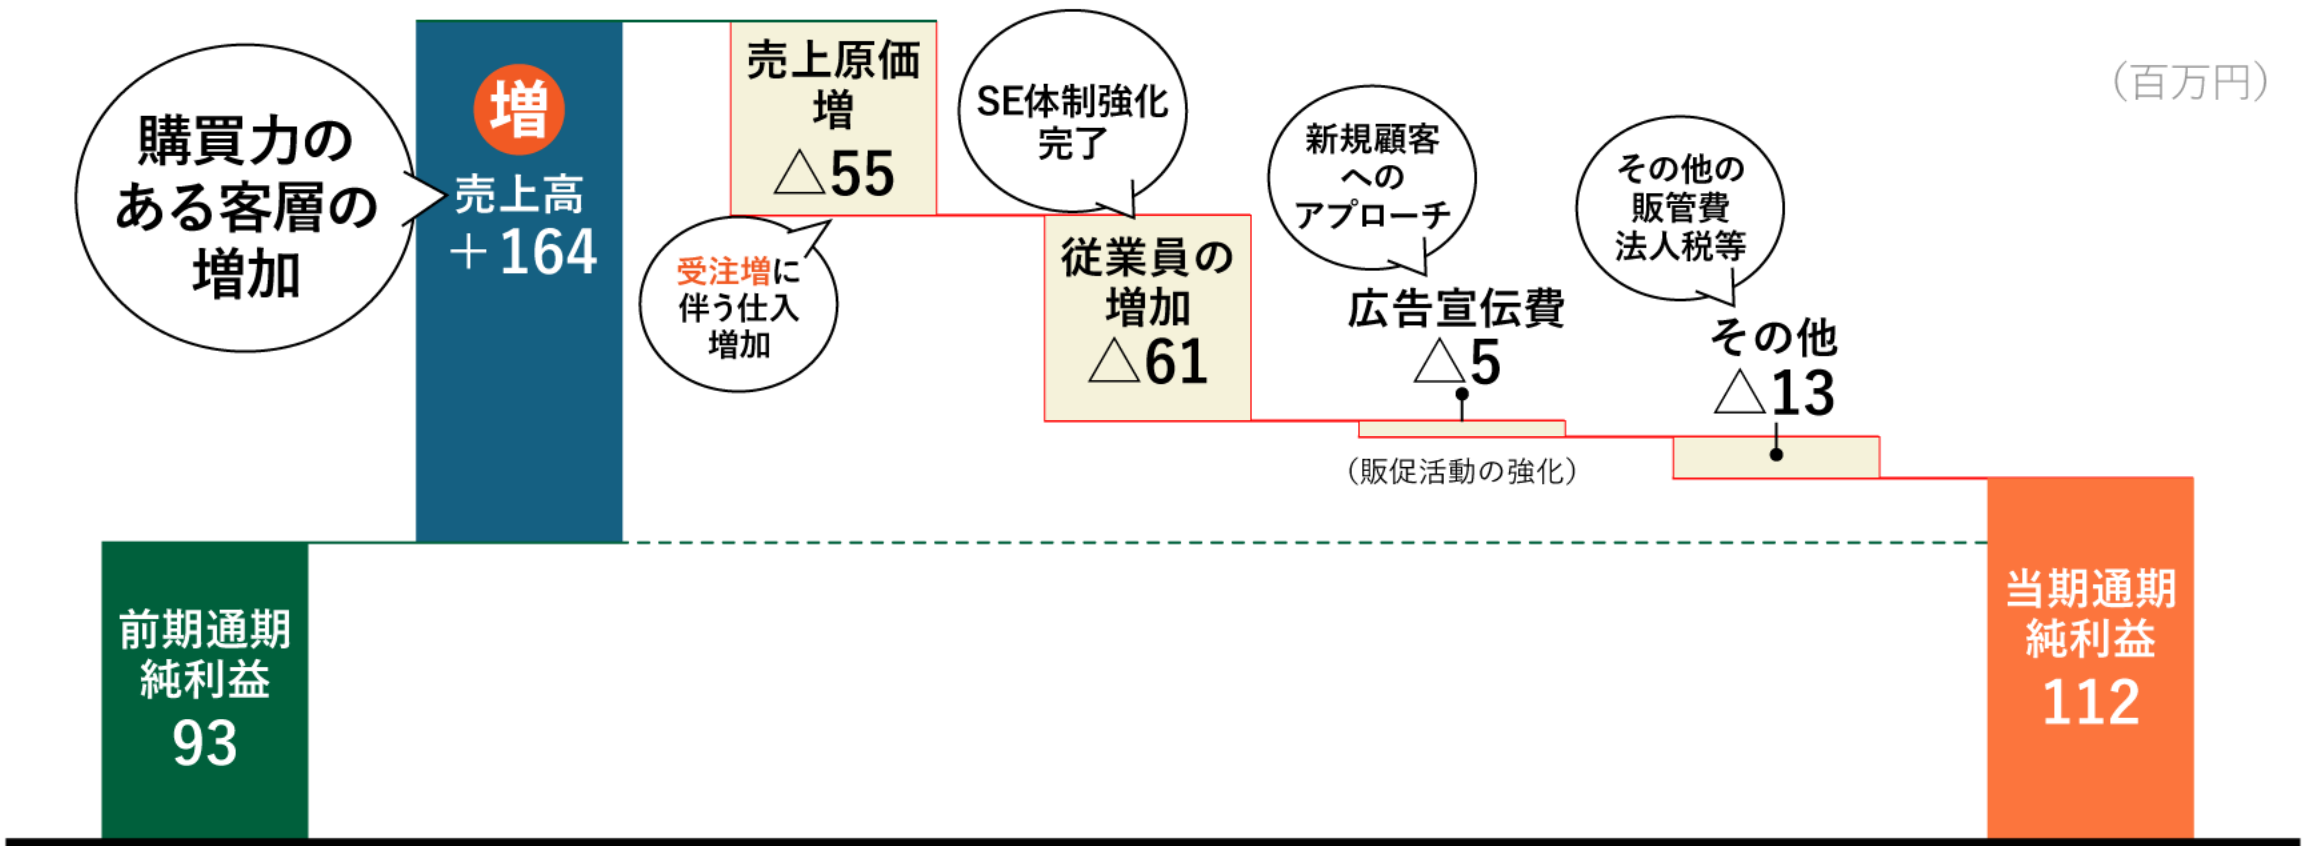 (百万円)
購買力の
ある客層の
増加
増
売上高
＋164
売上原価
増
△55
受注増に
伴う仕入
増加
SE体制強化
完了
従業員の
増加
△61
新規顧客
への
アプローチ
広告宣伝費
△5
（販促活動の強化）
その他の
販管費
法人税等
その他
△13
前期通期
純利益
93
当期通期
純利益
112